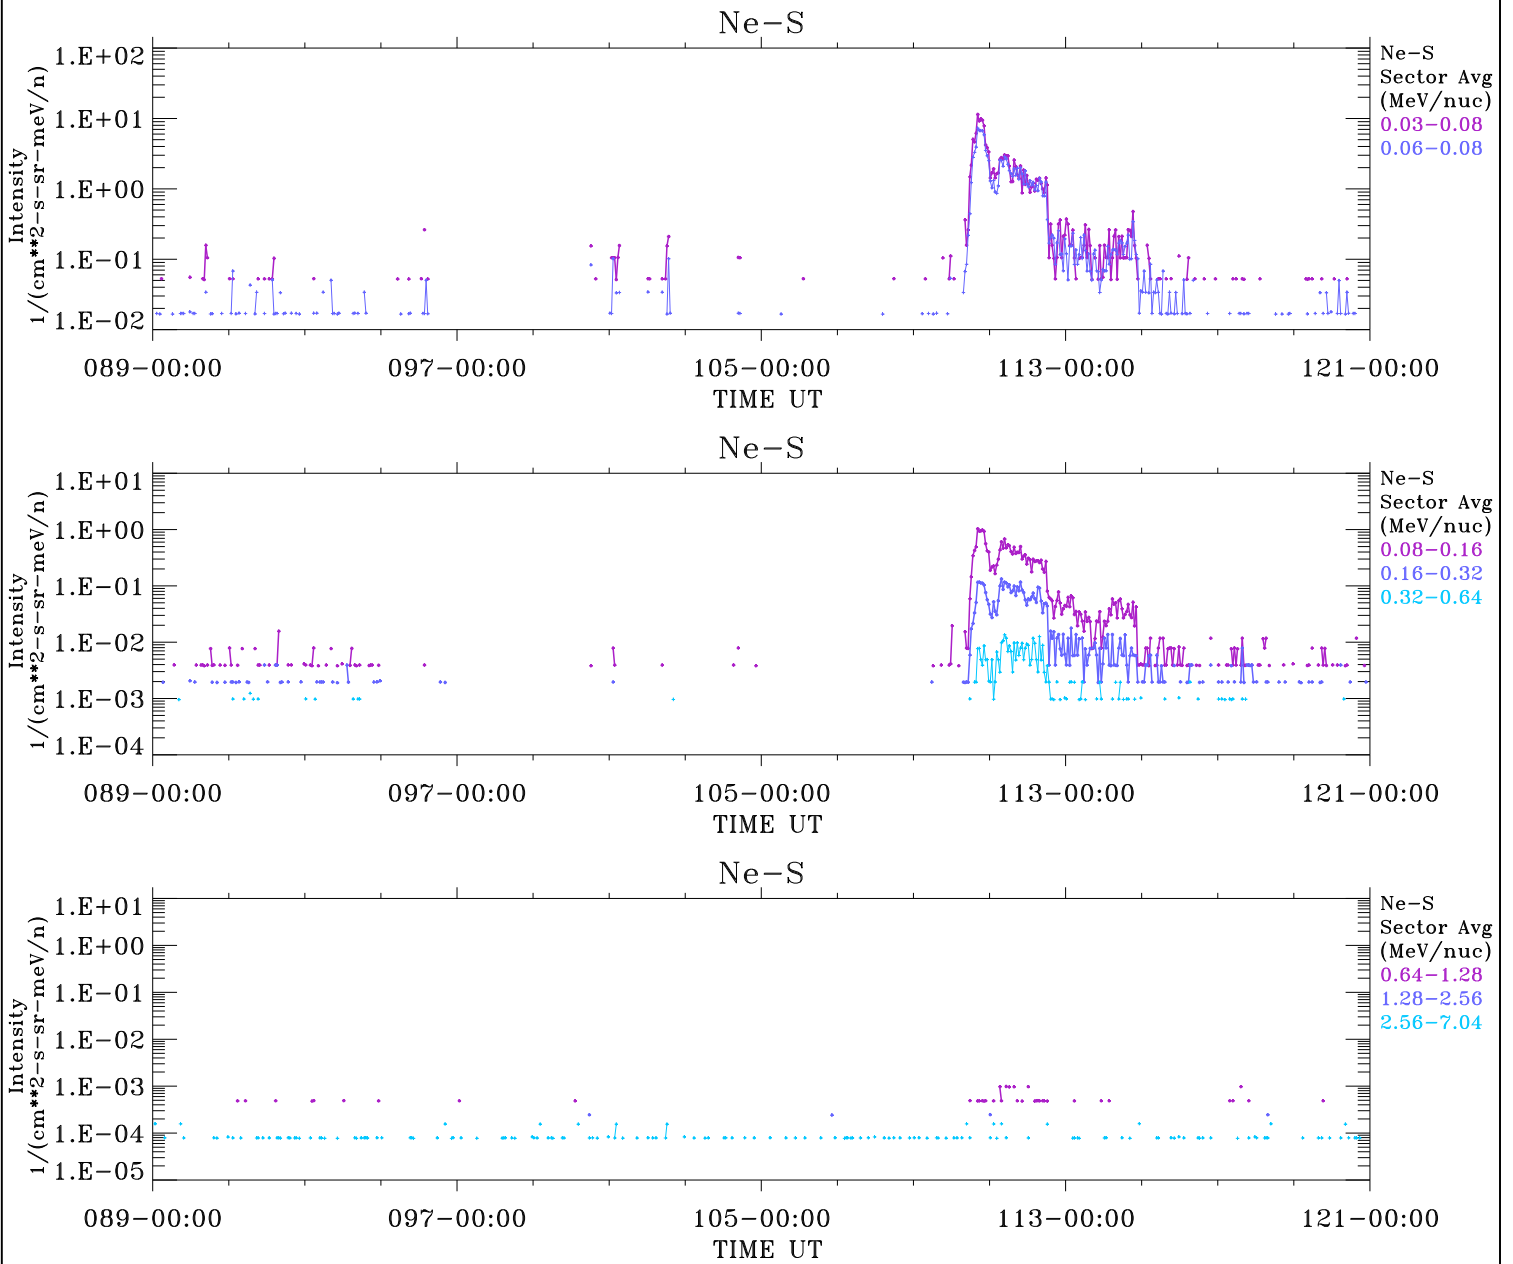 Ne-S
1.E+02
1.E+01
1.E+00
1.E-01
1.E-02
Intensity
1/(cm**2-s-sr-meV/n)
Ne-S
Sector Avg
(MeV/nuc)
0.03-0.08
0.06-0.08
089-00:00 097-00:00 105-00:00 113-00:00 121-00:00
TIME UT
Ne-S
1.E+01
1.E+00
1.E-01
1.E-02
1.E-03
1.E-04
Intensity
1/(cm**2-s-sr-meV/n)
Ne-S
Sector Avg
(MeV/nuc)
0.08-0.16
0.16-0.32
0.32-0.64
089-00:00 097-00:00 105-00:00 113-00:00 121-00:00
TIME UT
Ne-S
1.E+01
1.E+00
1.E-01
1.E-02
1.E-03
1.E-04
1.E-05
Intensity
1/(cm**2-s-sr-meV/n)
Ne-S
Sector Avg
(MeV/nuc)
0.64-1.28
1.28-2.56
2.56-7.04
089-00:00 097-00:00 105-00:00 113-00:00 121-00:00
TIME UT